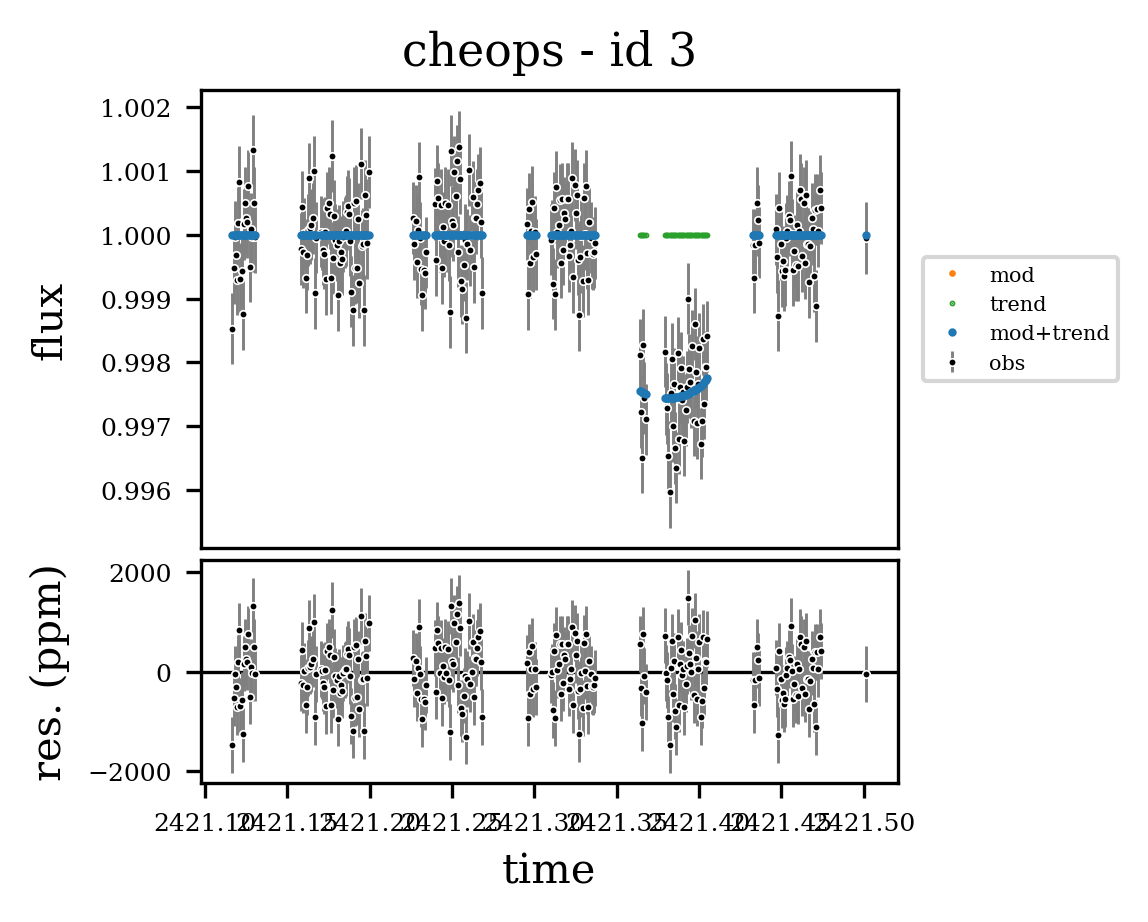 cheops - id 3
1.002
1.001
1.000
0.999
0.998
0.997
0.996
flux
mod
trend
mod+trend
obs
2000
0
−2000
res. (ppm)
2421.10 2421.15 2421.20 2421.25 2421.30 2421.35 2421.40 2421.45 2421.50
time